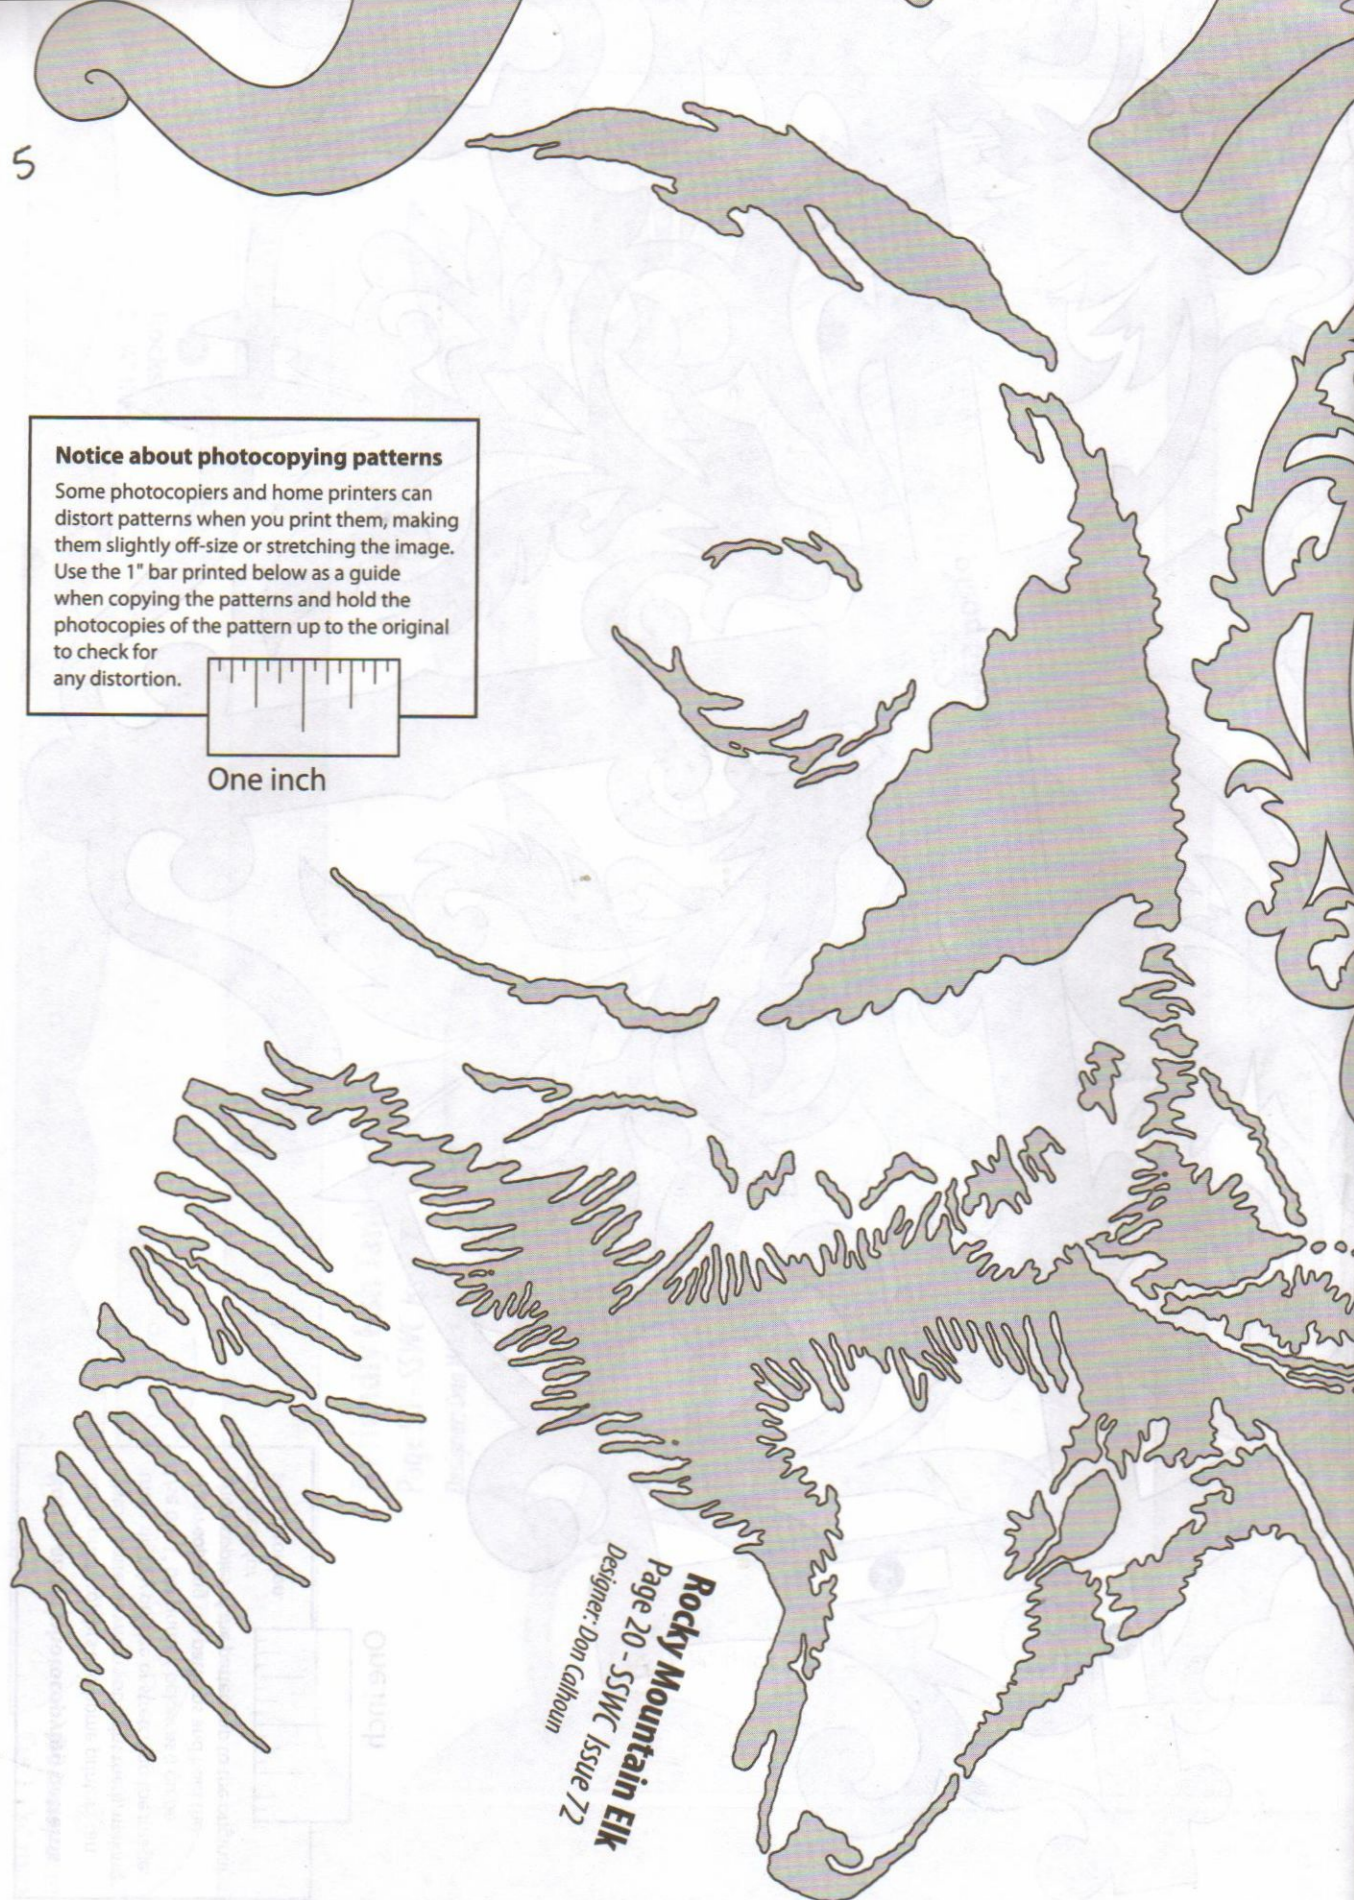 5
Notice about photocopying patterns
Some photocopiers and home printers can
distort patterns when you print them, making
them slightly off-size or stretching the image.
Use the 1" bar printed below as a guide
when copying the patterns and hold the
photocopies of the pattern up to the original
to check for
any distortion.
One inch
Rocky Mountain Elk
Page 20 – SSWC Issue 72
Designer: Don Calhoun